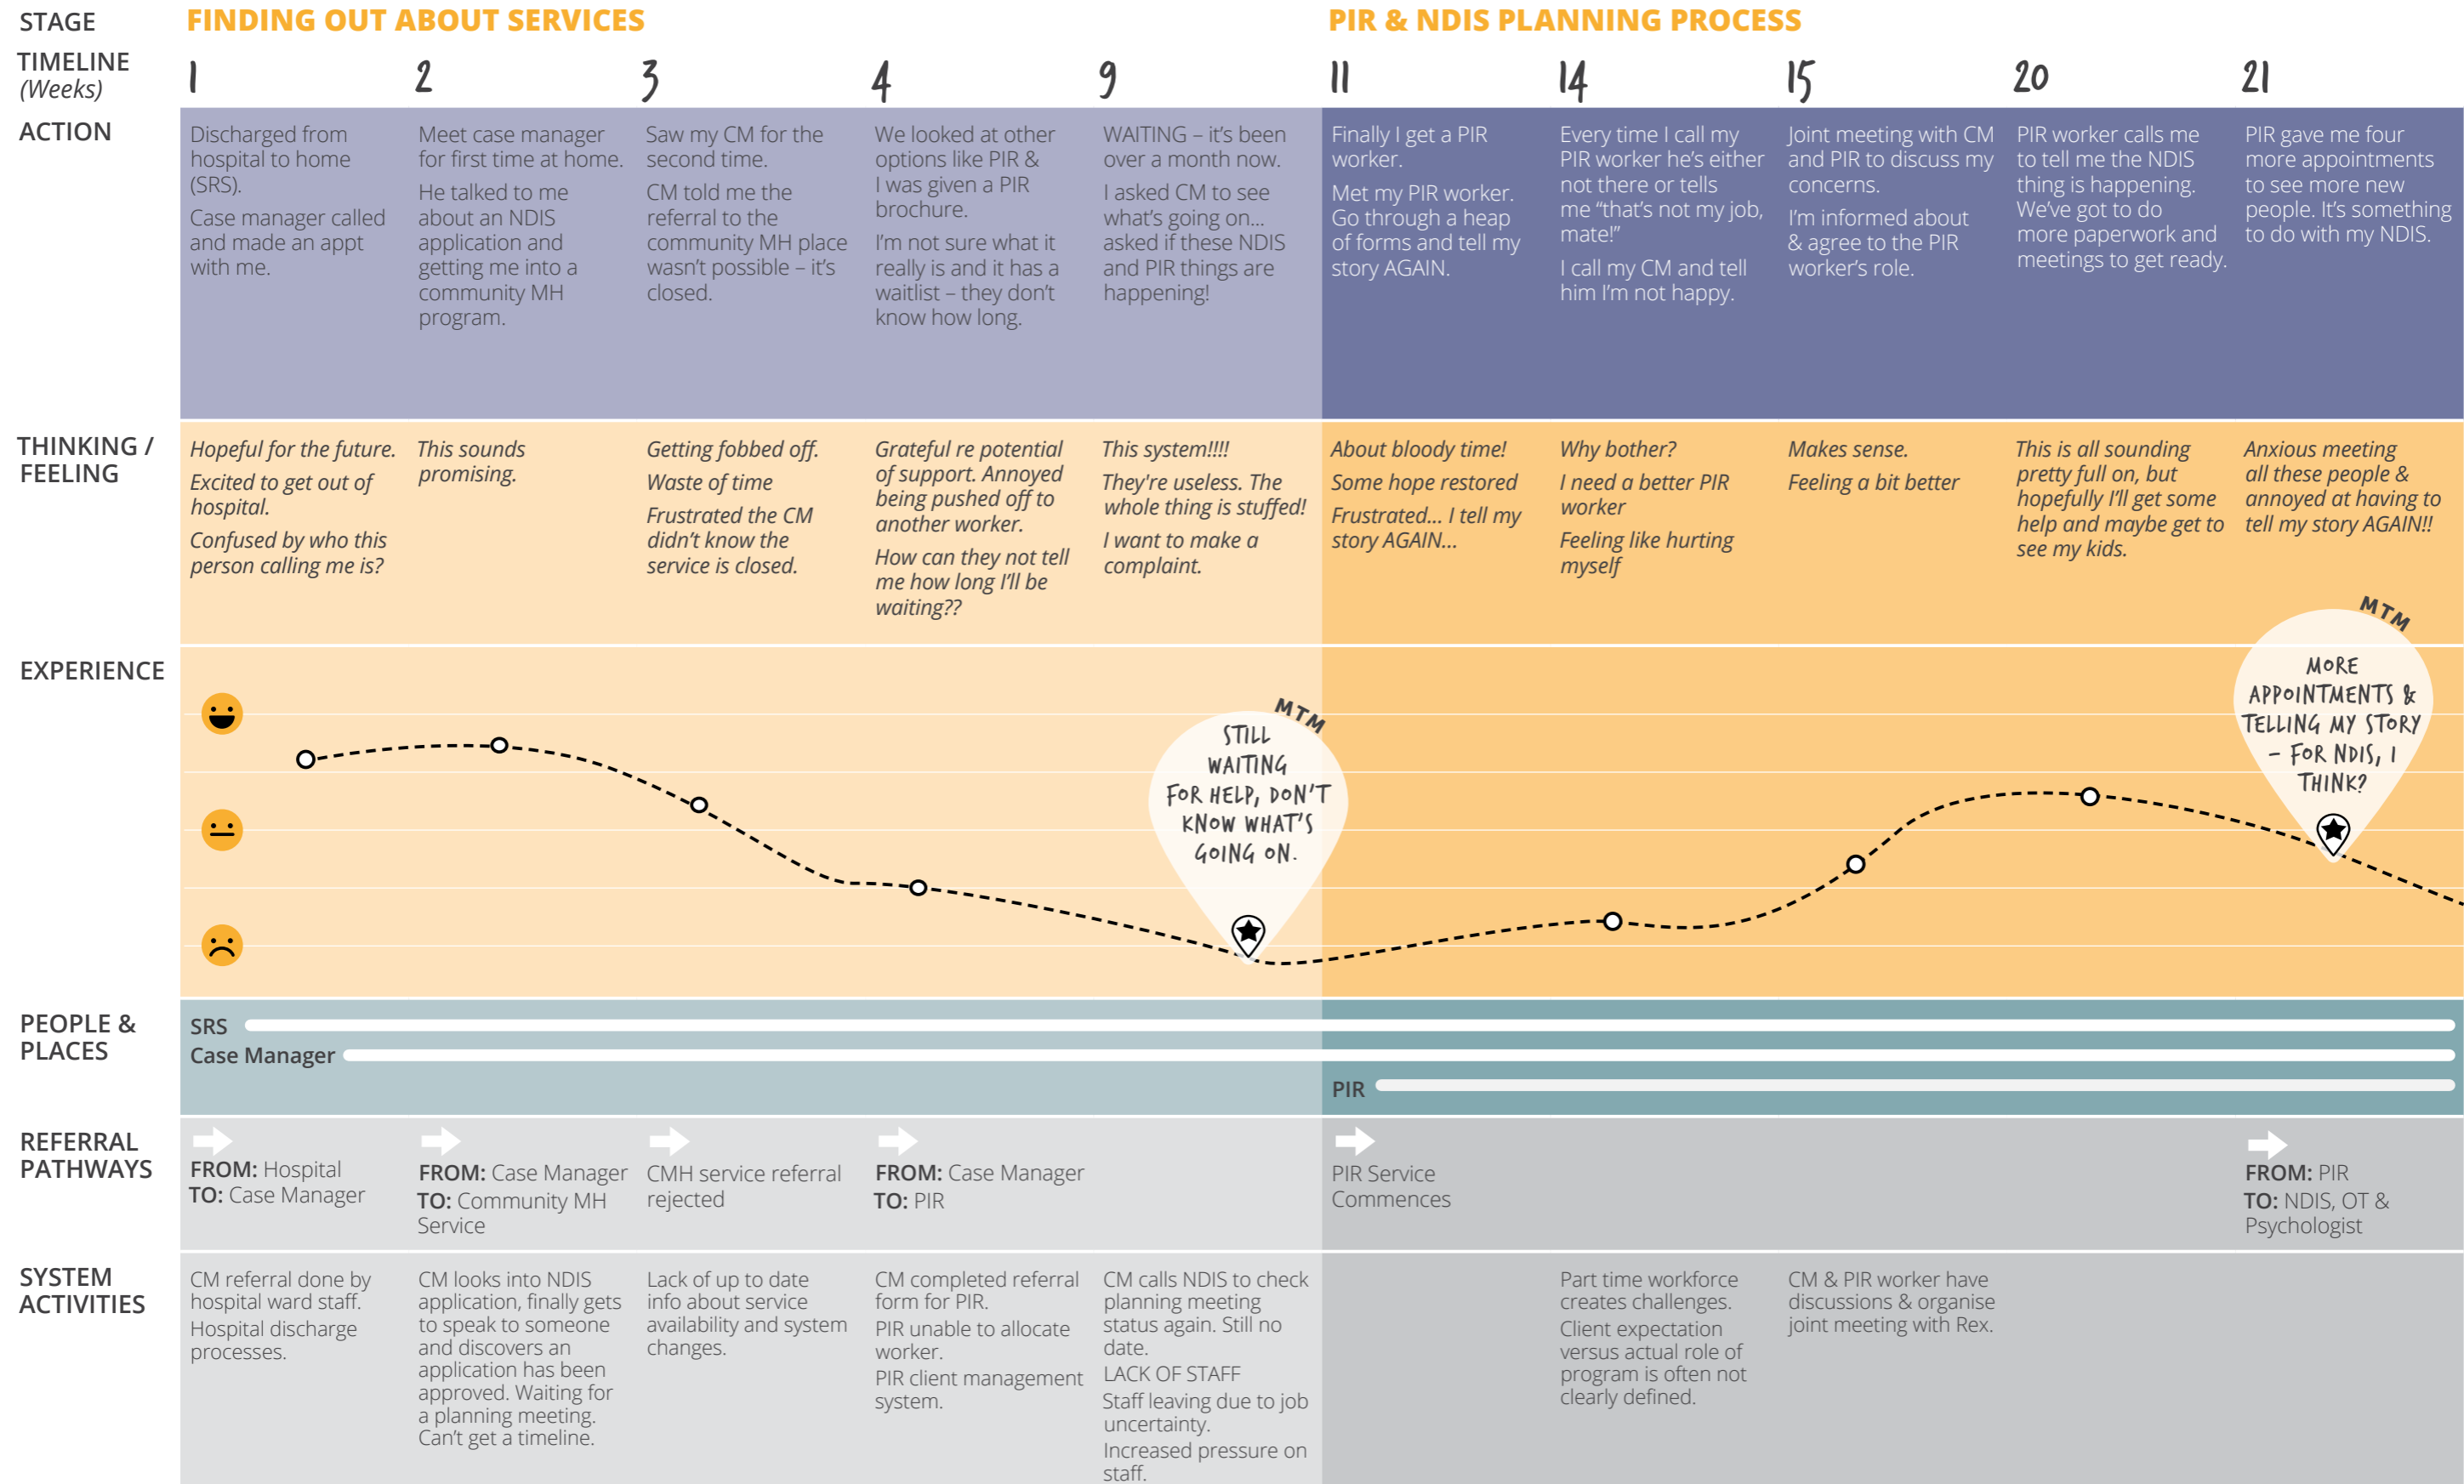 STAGE
FINDING OUT ABOUT SERVICES
PIR & NDIS PLANNING PROCESS
TIMELINE
(Weeks)
1
2
3
4
9
11
14
15
20
21
ACTION
Discharged from
hospital to home
(SRS).
Case manager called
and made an appt
with me.
Meet case manager
for first time at home.
He talked to me
about an NDIS
application and
getting me into a
community MH
program.
Saw my CM for the
second time.
CM told me the
referral to the
community MH place
wasn't possible – it's
closed.
We looked at other
options like PIR &
I was given a PIR
brochure.
I'm not sure what it
really is and it has a
waitlist – they don't
know how long.
WAITING – it's been
over a month now.
I asked CM to see
what's going on...
asked if these NDIS
and PIR things are
happening!
Finally I get a PIR
worker.
Met my PIR worker.
Go through a heap
of forms and tell my
story AGAIN.
Every time I call my
PIR worker he's either
not there or tells
me “that's not my job,
mate!”
I call my CM and tell
him I'm not happy.
Joint meeting with CM
and PIR to discuss my
concerns.
I'm informed about
& agree to the PIR
worker's role.
PIR worker calls me
to tell me the NDIS
thing is happening.
We've got to do
more paperwork and
meetings to get ready.
PIR gave me four
more appointments
to see more new
people. It's something
to do with my NDIS.
THINKING /
FEELING
Hopeful for the future.
Excited to get out of
hospital.
Confused by who this
person calling me is?
This sounds
promising.
Getting fobbed off.
Waste of time
Frustrated the CM
didn't know the
service is closed.
Grateful re potential
of support. Annoyed
being pushed off to
another worker.
How can they not tell
me how long I'll be
waiting??
This system!!!!
They're useless. The
whole thing is stuffed!
I want to make a
complaint.
About bloody time!
Some hope restored
Frustrated... I tell my
story AGAIN...
Why bother?
I need a better PIR
worker
Feeling like hurting
myself
Makes sense.
Feeling a bit better
This is all sounding
pretty full on, but
hopefully I'll get some
help and maybe get to
see my kids.
Anxious meeting
all these people &
annoyed at having to
tell my story AGAIN!!
EXPERIENCE
MTM
STILL
WAITING
FOR HELP, DON'T
KNOW WHAT'S
GOING ON.
MTM
MORE
APPOINTMENTS &
TELLING MY STORY
– FOR NDIS, I
THINK?
PEOPLE &
PLACES
SRS
Case Manager
PIR
REFERRAL
PATHWAYS
FROM: Hospital
TO: Case Manager
FROM: Case Manager
TO: Community MH
Service
CMH service referral
rejected
FROM: Case Manager
TO: PIR
PIR Service
Commences
FROM: PIR
TO: NDIS, OT &
Psychologist
SYSTEM
ACTIVITIES
CM referral done by
hospital ward staff.
Hospital discharge
processes.
CM looks into NDIS
application, finally gets
to speak to someone
and discovers an
application has been
approved. Waiting for
a planning meeting.
Can't get a timeline.
Lack of up to date
info about service
availability and system
changes.
CM completed referral
form for PIR.
PIR unable to allocate
worker.
PIR client management
system.
CM calls NDIS to check
planning meeting
status again. Still no
date.
LACK OF STAFF
Staff leaving due to job
uncertainty.
Increased pressure on
staff.
Part time workforce
creates challenges.
Client expectation
versus actual role of
program is often not
clearly defined.
CM & PIR worker have
discussions & organise
joint meeting with Rex.